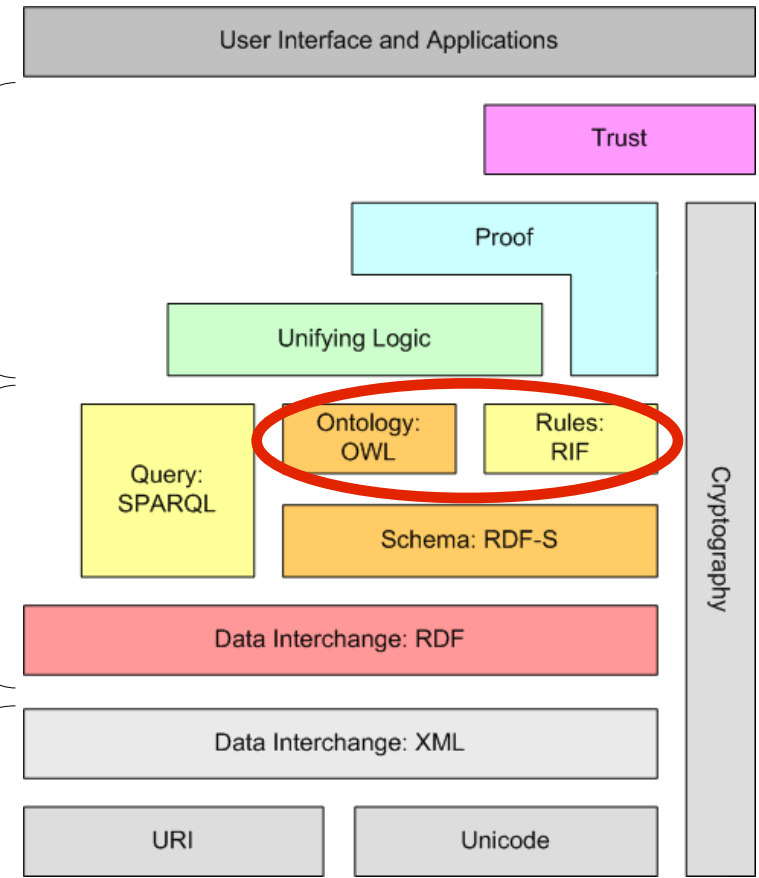 User Interface and Applications
Trust
Proof
Unifying Logic
Ontology:
OWL
Rules:
RIF
Query:
SPARQL
Schema: RDF-S
Cryptography
Data Interchange: RDF
Data Interchange: XML
URI
Unicode